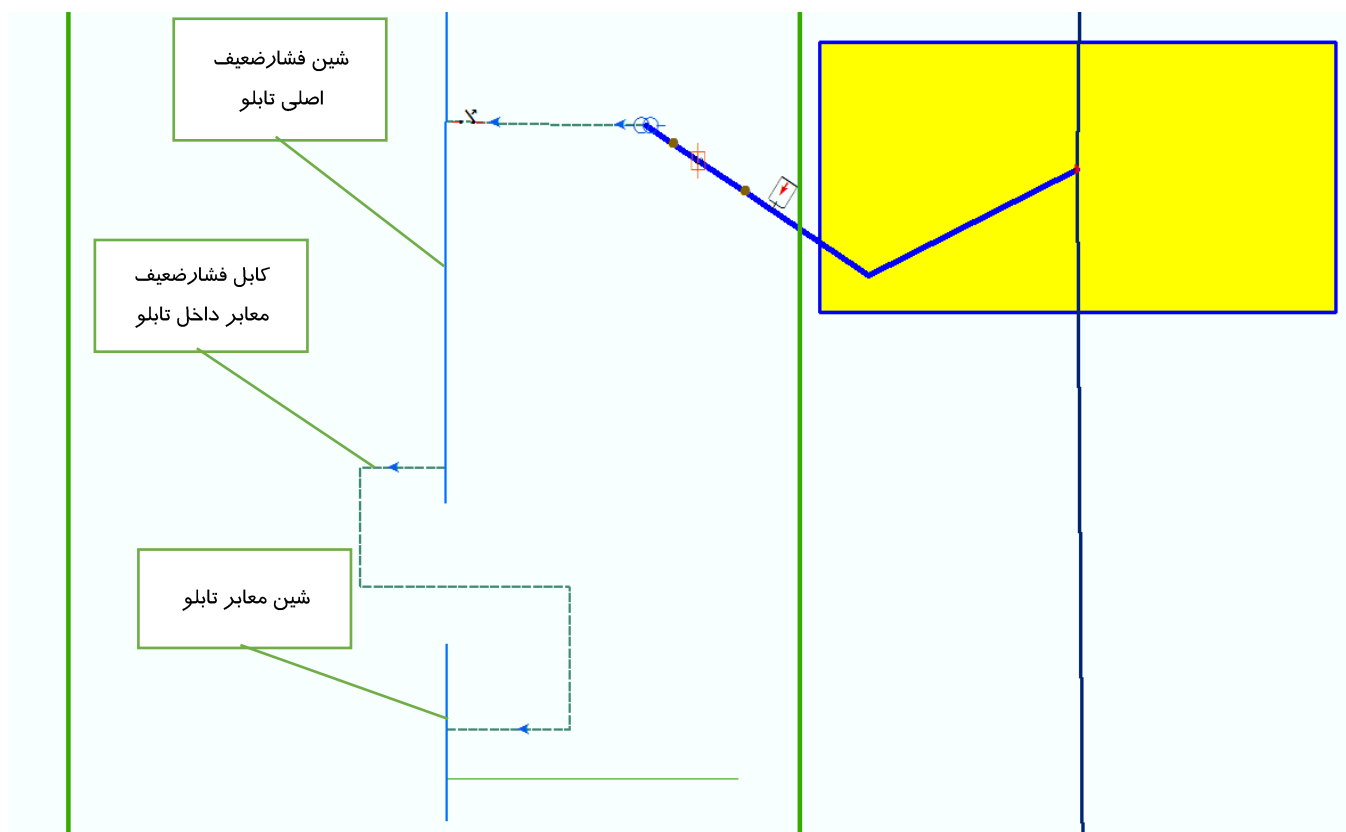 شین فشارضعیف
اصلی تابلو
کابل فشارضعیف
معابر داخل تابلو
شین معابر تابلو